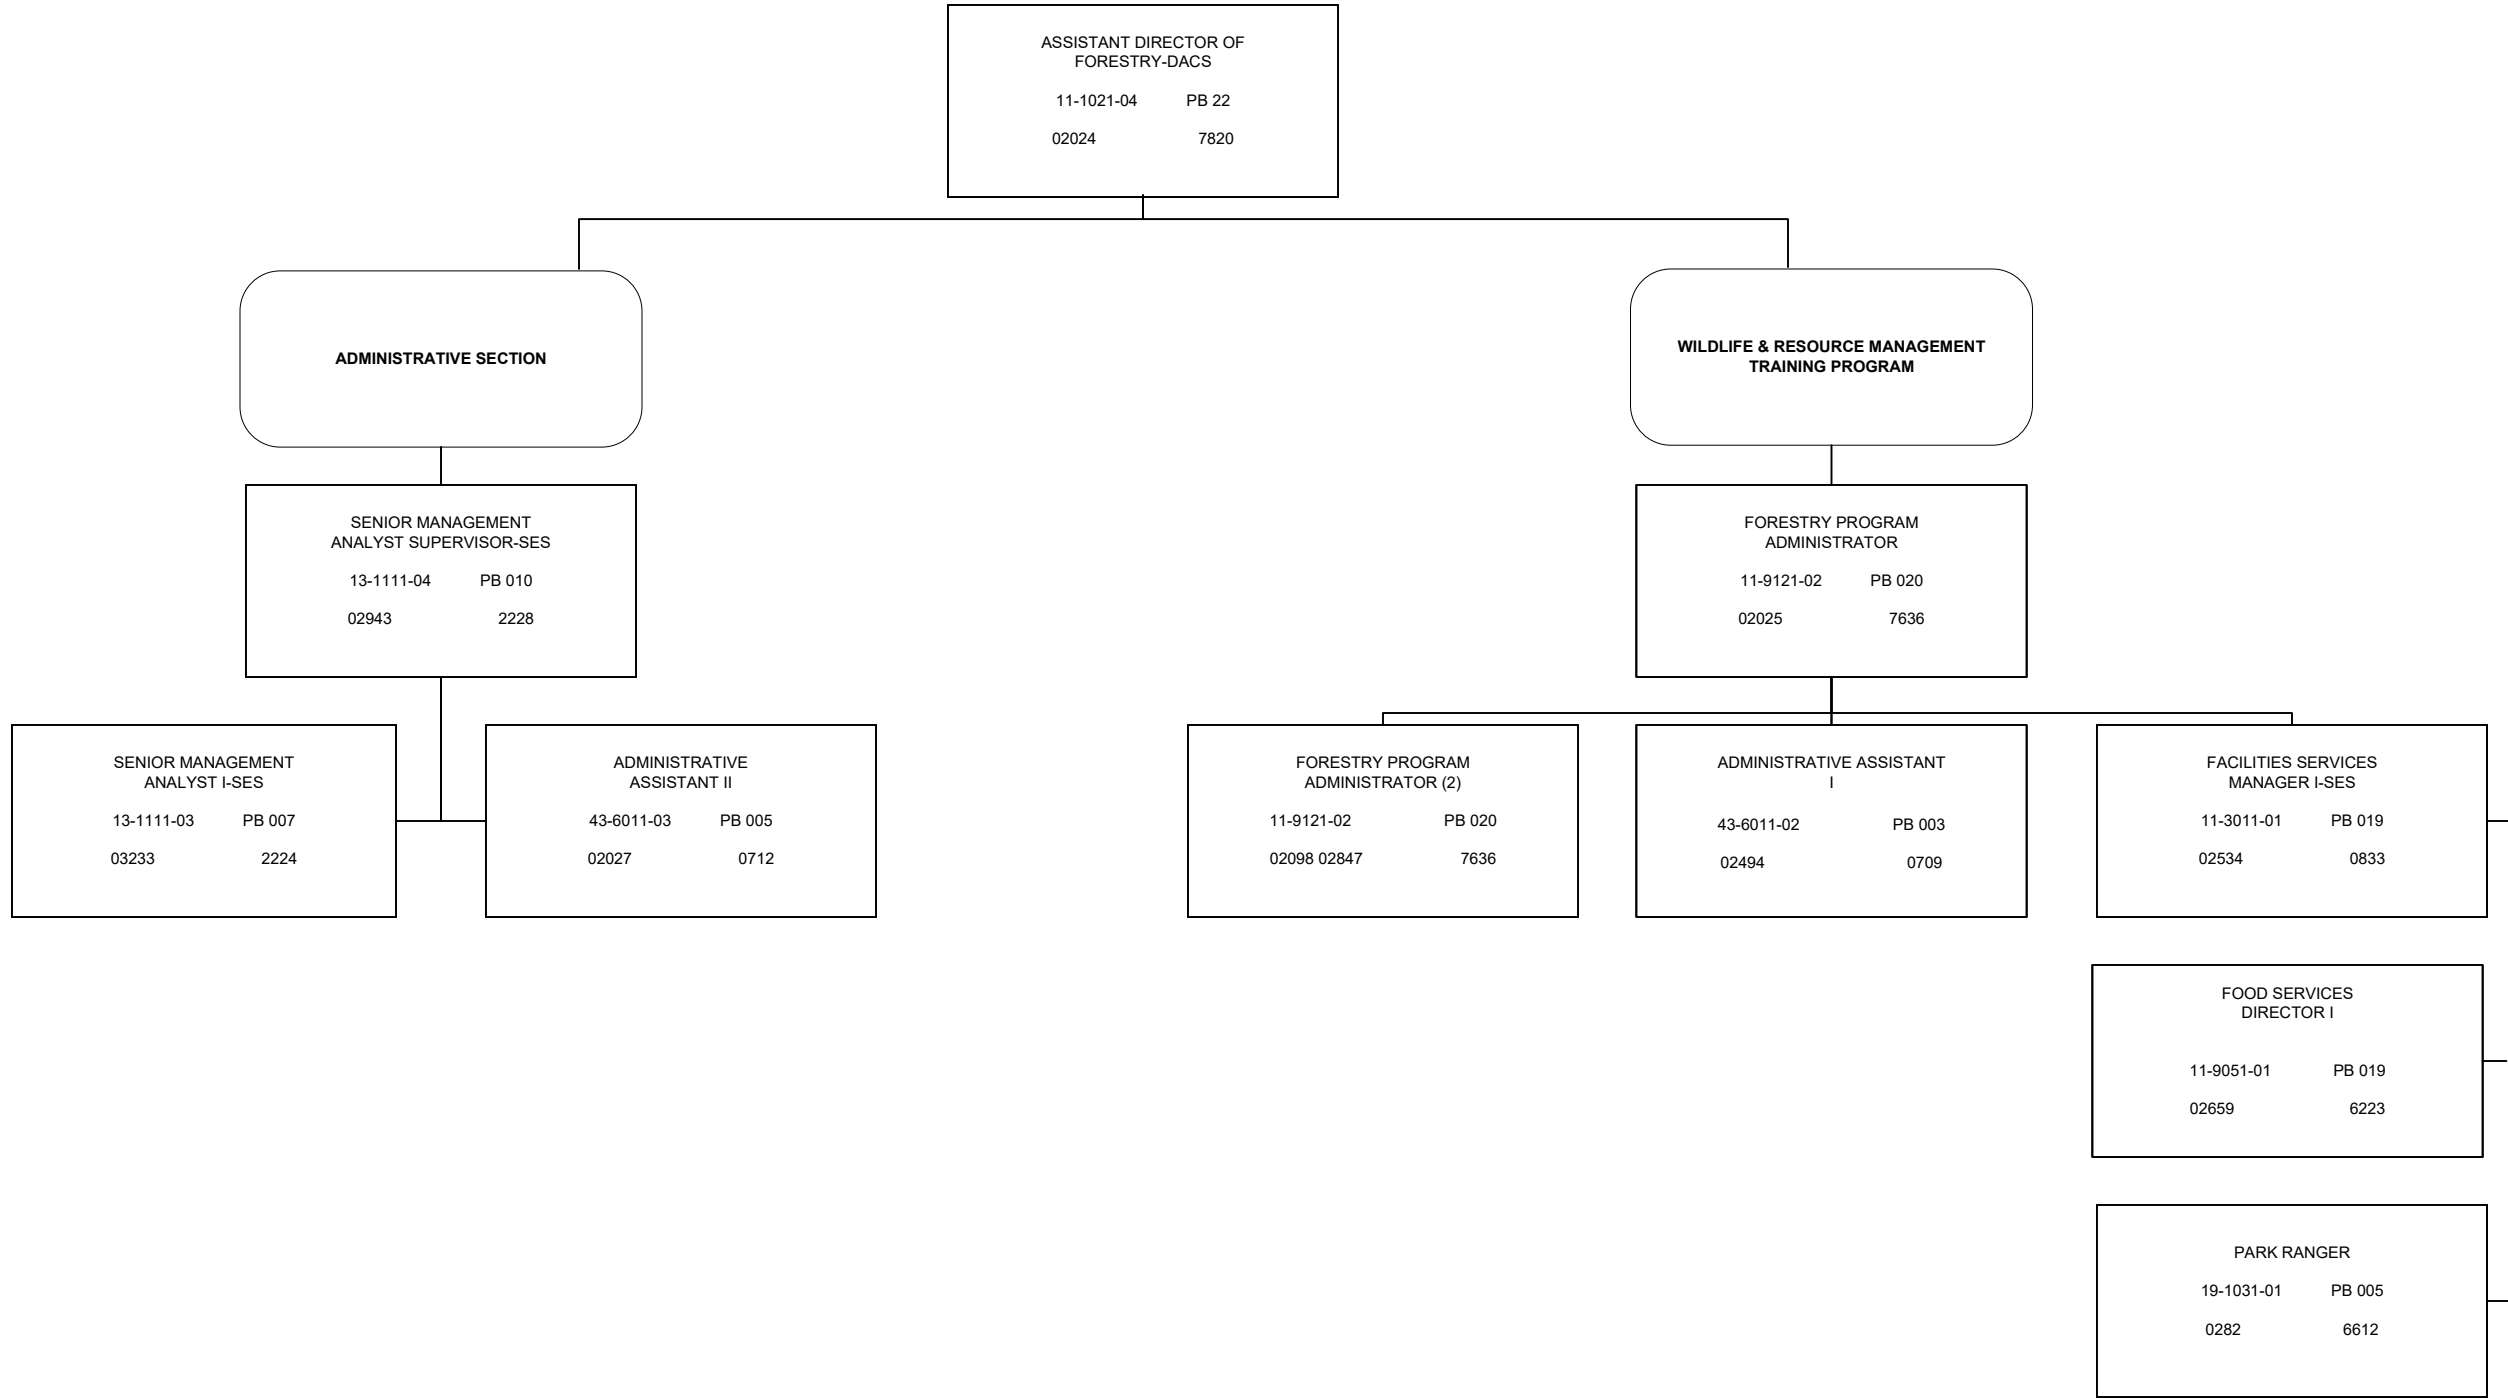 ASSISTANT DIRECTOR OF
FORESTRY-DACS
11-1021-04 PB 22
02024 7820
ADMINISTRATIVE SECTION
WILDLIFE & RESOURCE MANAGEMENT
TRAINING PROGRAM
SENIOR MANAGEMENT
ANALYST SUPERVISOR-SES
13-1111-04 PB 010
02943 2228
FORESTRY PROGRAM
ADMINISTRATOR
11-9121-02 PB 020
02025 7636
SENIOR MANAGEMENT
ANALYST I-SES
13-1111-03 PB 007
03233 2224
ADMINISTRATIVE
ASSISTANT II
43-6011-03 PB 005
02027 0712
FORESTRY PROGRAM
ADMINISTRATOR (2)
11-9121-02 PB 020
02098 02847 7636
ADMINISTRATIVE ASSISTANT
I
43-6011-02 PB 003
02494 0709
FACILITIES SERVICES
MANAGER I-SES
11-3011-01 PB 019
02534 0833
FOOD SERVICES
DIRECTOR I
11-9051-01 PB 019
02659 6223
PARK RANGER
19-1031-01 PB 005
0282 6612